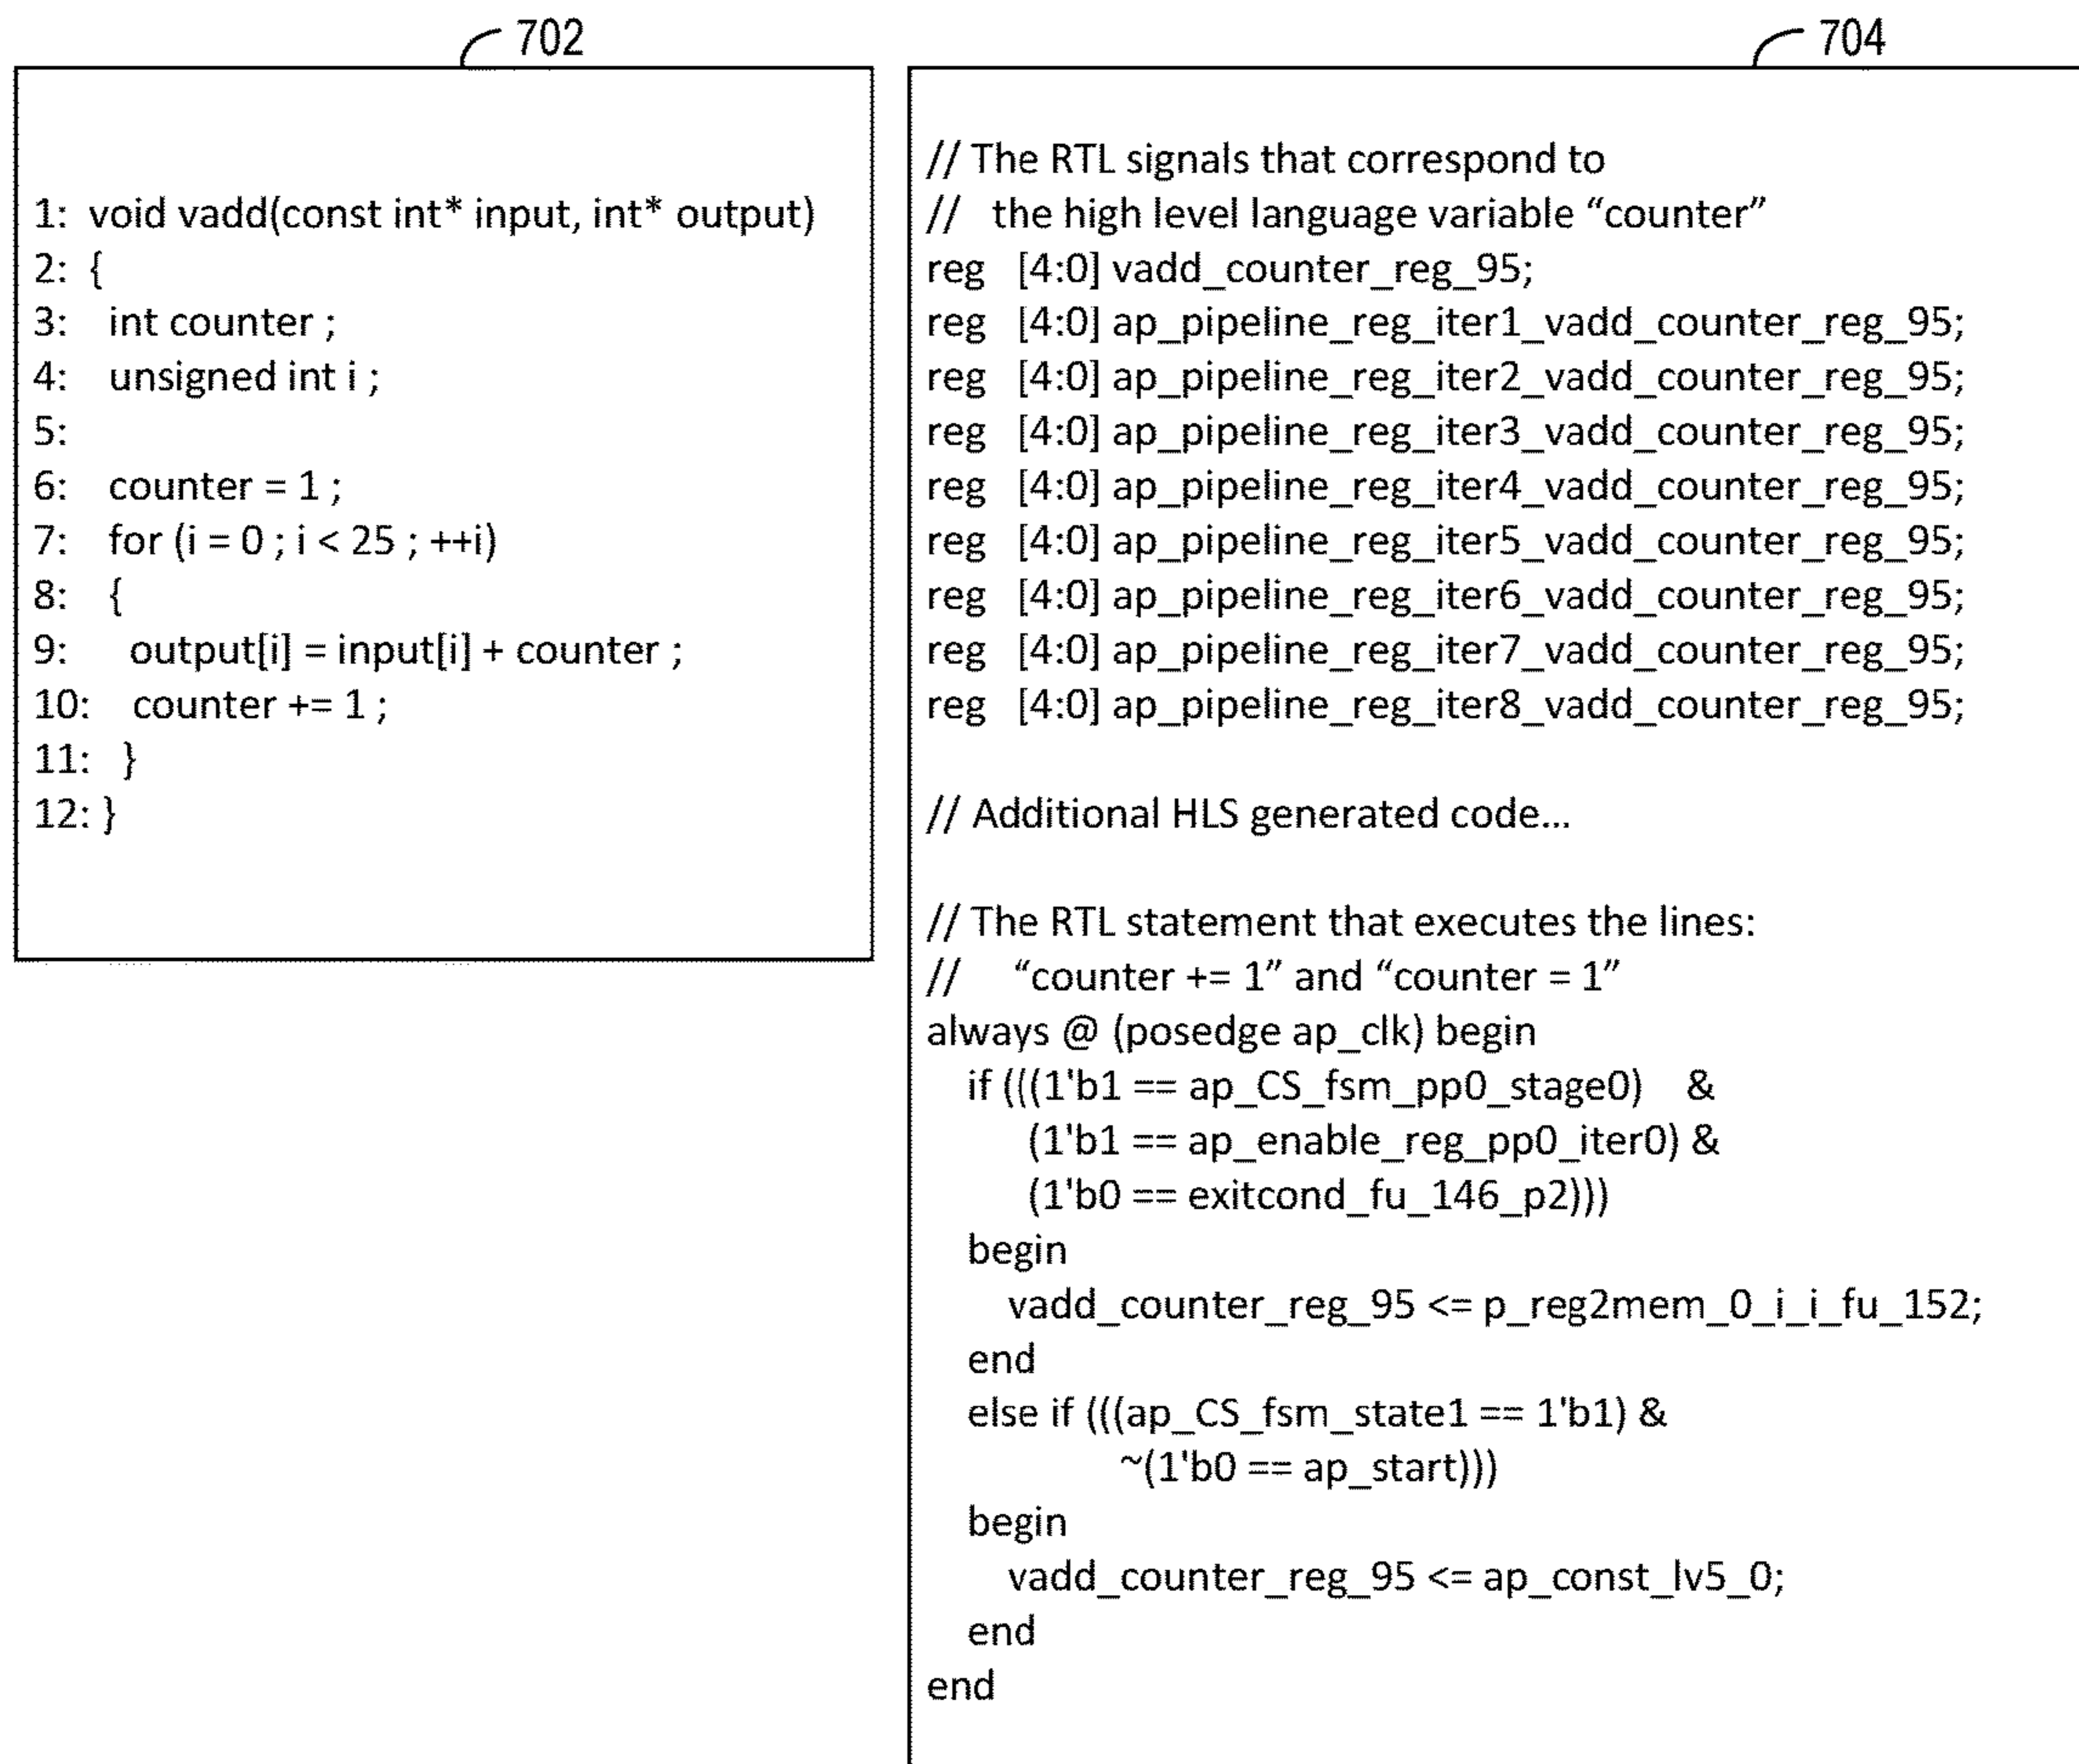 702
1: void vadd(const int* input, int* output)
2: {
3: int counter ;
4: unsigned int i ;
5:
6: counter = 1 ;
7: for (i = 0 ; i < 25 ; ++i)
8: {
9: output[i] = input[i] + counter ;
10: counter += 1 ;
11: }
12: }
704
// The RTL signals that correspond to
// the high level language variable “counter”
reg [4:0] vadd_counter_reg_95;
reg [4:0] ap_pipeline_reg_iter1_vadd_counter_reg_95;
reg [4:0] ap_pipeline_reg_iter2_vadd_counter_reg_95;
reg [4:0] ap_pipeline_reg_iter3_vadd_counter_reg_95;
reg [4:0] ap_pipeline_reg_iter4_vadd_counter_reg_95;
reg [4:0] ap_pipeline_reg_iter5_vadd_counter_reg_95;
reg [4:0] ap_pipeline_reg_iter6_vadd_counter_reg_95;
reg [4:0] ap_pipeline_reg_iter7_vadd_counter_reg_95;
reg [4:0] ap_pipeline_reg_iter8_vadd_counter_reg_95;
// Additional HLS generated code...
// The RTL statement that executes the lines:
// “counter += 1” and “counter = 1”
always @ (posedge ap_clk) begin
if (((1'b1 == ap_CS_fsm_pp0_stage0) &
(1'b1 == ap_enable_reg_pp0_iter0) &
(1'b0 == exitcond_fu_146_p2)))
begin
vadd_counter_reg_95 <= p_reg2mem_0_i_i_fu_152;
end
else if (((ap_CS_fsm_state1 == 1'b1) &
~(1'b0 == ap_start)))
begin
vadd_counter_reg_95 <= ap_const_lv5_0;
end
end